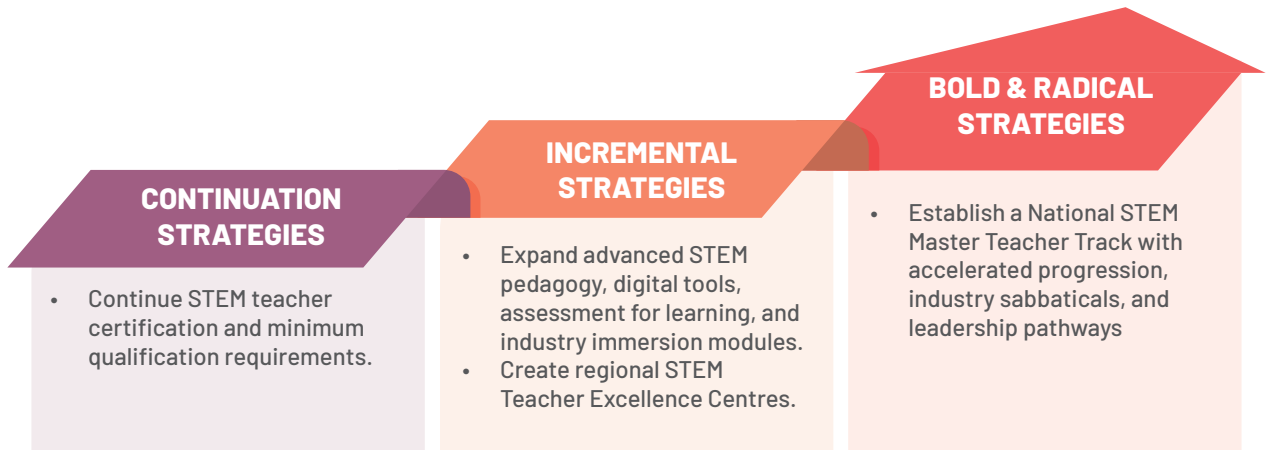 CONTINUATION
STRATEGIES
• Continue STEM teacher
certification and minimum
qualification requirements.
INCREMENTAL
STRATEGIES
• Expand advanced STEM
pedagogy, digital tools,
assessment for learning, and
industry immersion modules.
• Create regional STEM
Teacher Excellence Centres.
BOLD & RADICAL
STRATEGIES
• Establish a National STEM
Master Teacher Track with
accelerated progression,
industry sabbaticals, and
leadership pathways